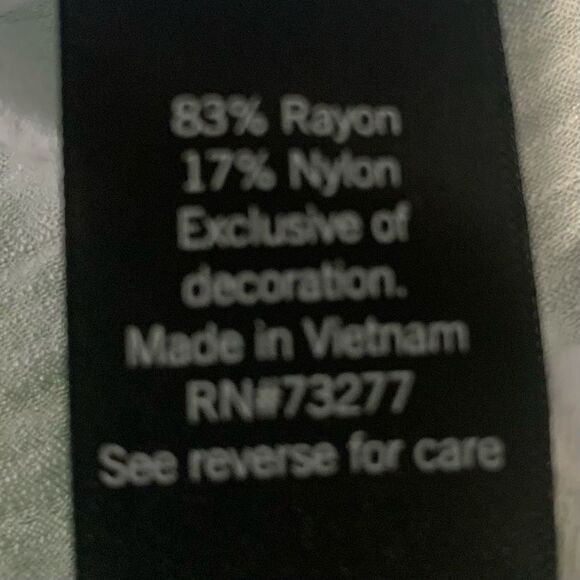 83% Rayon
17% Nylon
Exclusive of
decoration.
Made in Vietnam
RN#73277
See reverse for care